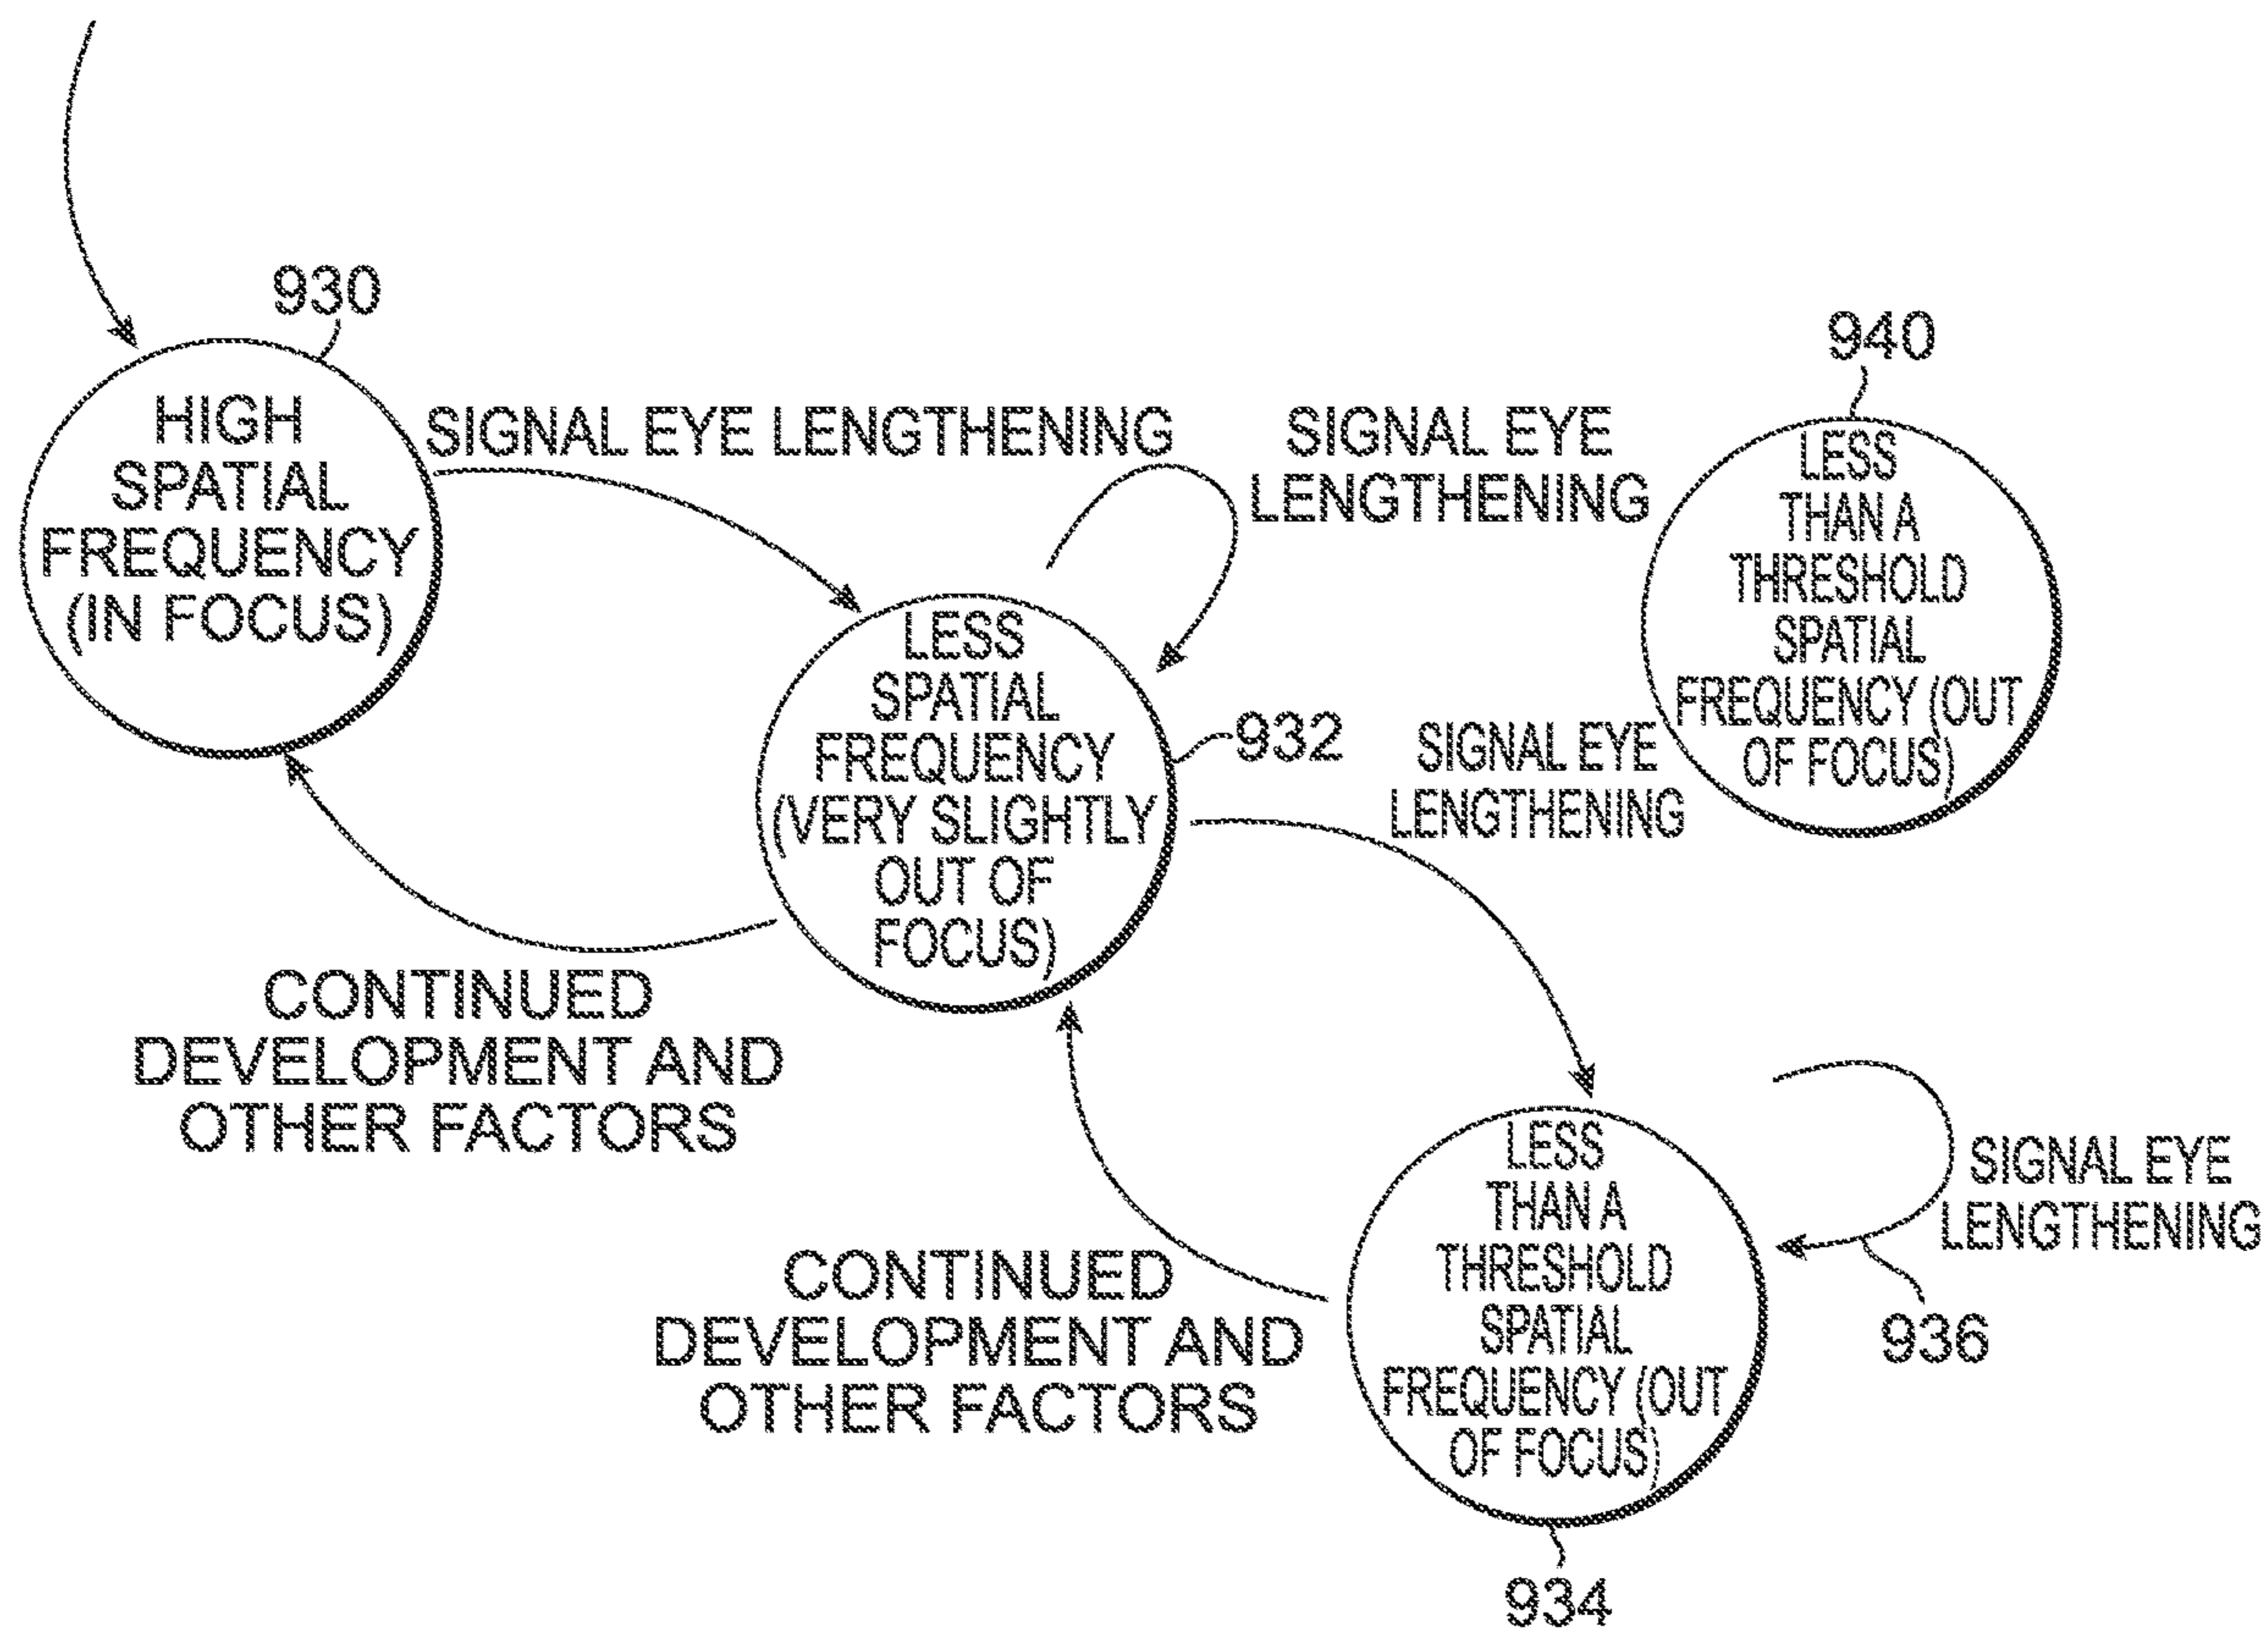 930
HIGH
SPATIAL
FREQUENCY
(IN FOCUS)
SIGNAL EYE LENGTHENING
SIGNAL EYE
LENGTHENING
940
LESS
THAN A
THRESHOLD
SPATIAL
FREQUENCY (OUT
OF FOCUS)
LESS
SPATIAL
FREQUENCY
(VERY SLIGHTLY
OUT OF
FOCUS)
932
SIGNAL EYE
LENGTHENING
CONTINUED
DEVELOPMENT AND
OTHER FACTORS
CONTINUED
DEVELOPMENT AND
OTHER FACTORS
LESS
THAN A
THRESHOLD
SPATIAL
FREQUENCY (OUT
OF FOCUS)
SIGNAL EYE
LENGTHENING
936
934